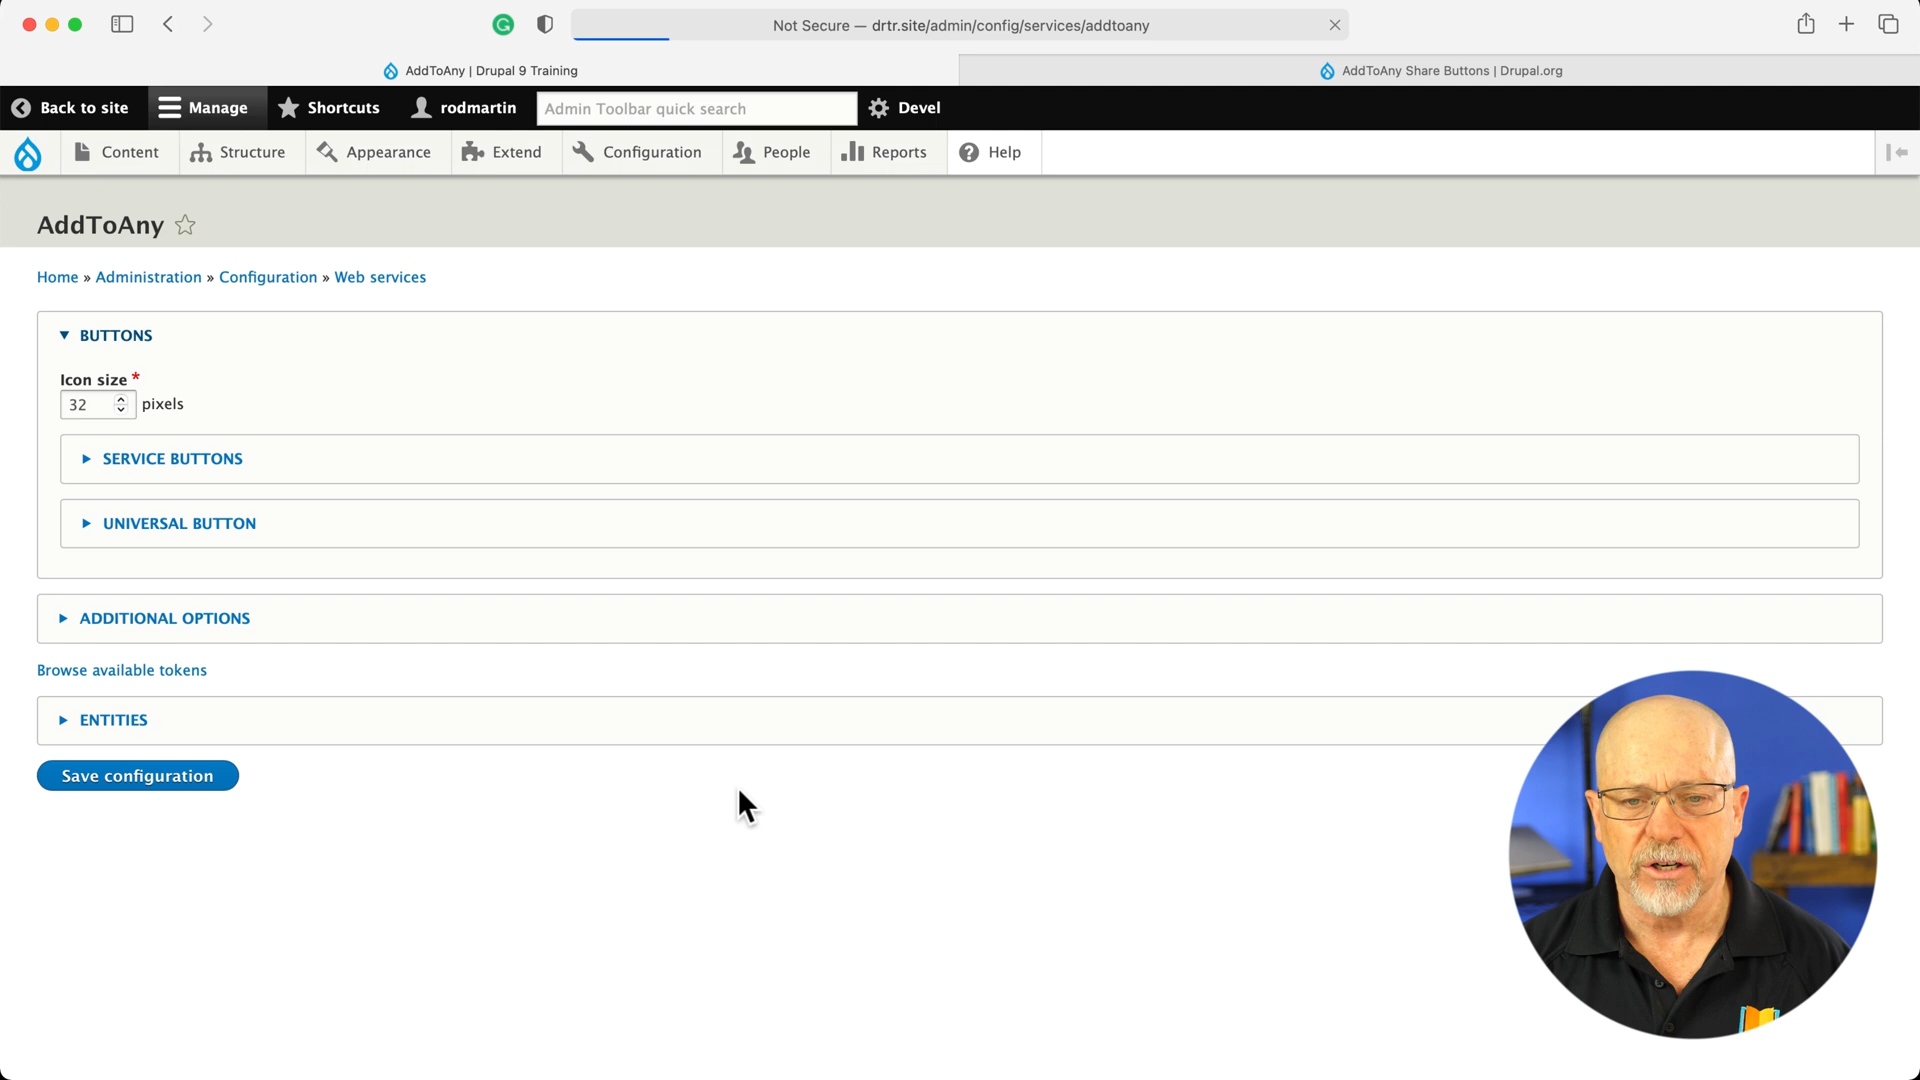 Not Secure — drtr.site/admin/config/services/addtoany
AddToAny | Drupal 9 Training
AddToAny Share Buttons | Drupal.org
Back to site
Manage
Shortcuts
rodmartin
Admin Toolbar quick search
Devel
Content
Structure
Appearance
Extend
Configuration
People
Reports
Help
AddToAny
Home » Administration » Configuration » Web services
BUTTONS
Icon size *
32 pixels
SERVICE BUTTONS
UNIVERSAL BUTTON
ADDITIONAL OPTIONS
Browse available tokens
ENTITIES
Save configuration